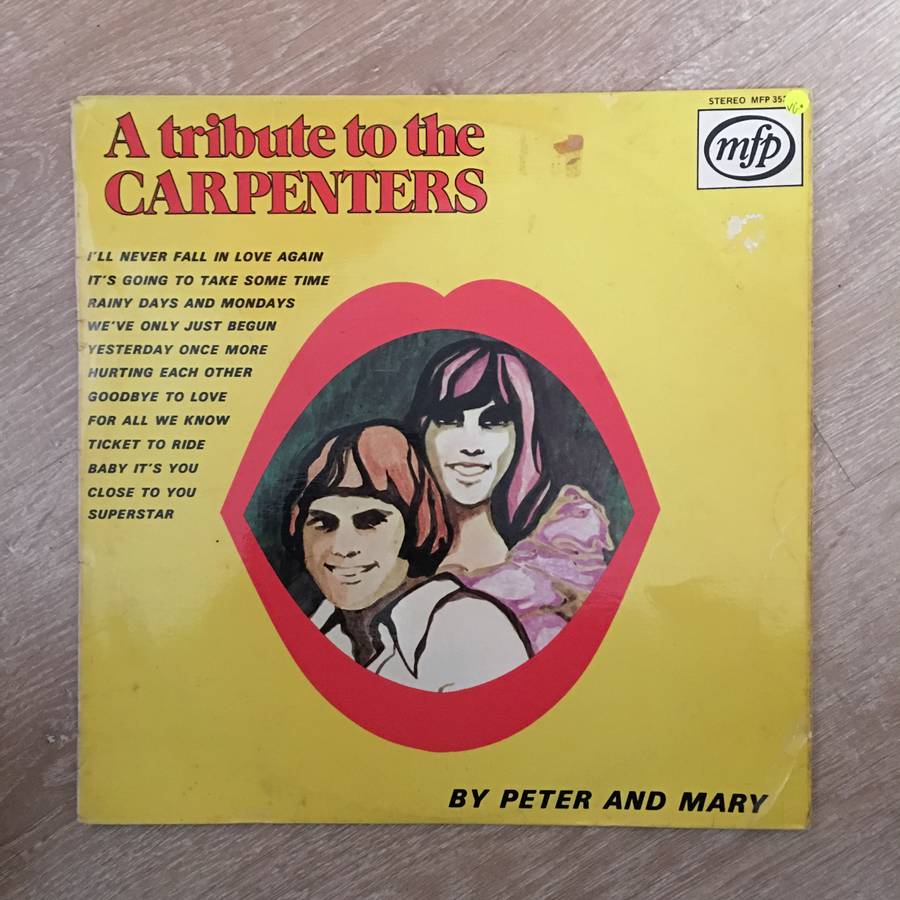 A tribute to the
CARPENTERS
STEREO MFP
VG+
mfp
I'LL NEVER FALL IN LOVE AGAIN
IT'S GOING TO TAKE SOME TIME
RAINY DAYS AND MONDAYS
WE'VE ONLY JUST BEGUN
YESTERDAY ONCE MORE
HURTING EACH OTHER
GOODBYE TO LOVE
FOR ALL WE KNOW
TICKET TO RIDE
BABY IT'S YOU
CLOSE TO YOU
SUPERSTAR
BY PETER AND MARY